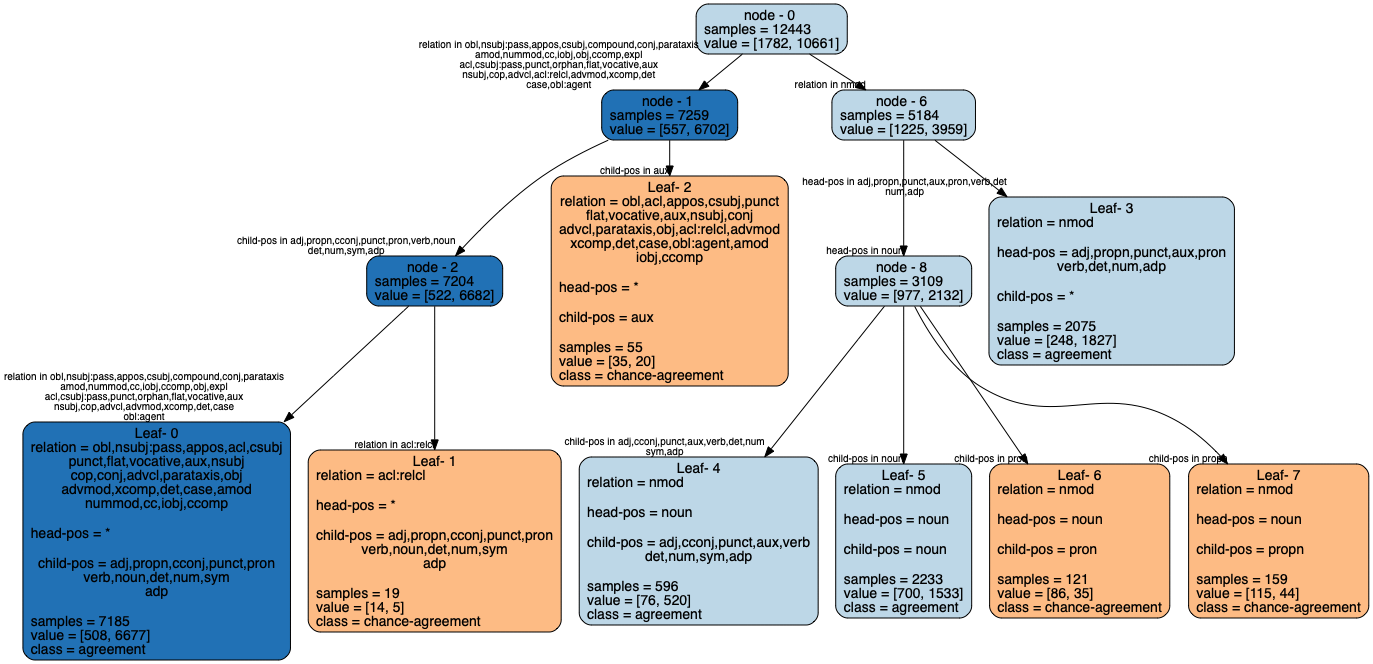 node - 0
samples = 12443
value = [1782, 10661]
relation in obl,nsubj:pass,appos,csubj,compound,conj,parataxis
amod,nummod,cc,iobj,obj,ccomp,expl
acl,csubj:pass,punct,orphan,flat,vocative,aux
nsubj,cop,advcl,acl:relcl,advmod,xcomp,det
case,obl:agent
relation in nmod
node - 1
samples = 7259
value = [557, 6702]
node - 6
samples = 5184
value = [1225, 3959]
child-pos in aux
head-pos in adj,propn,punct,aux,pron,verb,det
num,adp
Leaf- 2
relation = obl,acl,appos,csubj,punct
flat,vocative,aux,nsubj,conj
advcl,parataxis,obj,acl:relcl,advmod
xcomp,det,case,obl:agent,amod
iobj,ccomp
head-pos = *
child-pos = aux
samples = 55
value = [35, 20]
class = chance-agreement
Leaf- 3
relation = nmod
head-pos = adj,propn,punct,aux,pron
verb,det,num,adp
child-pos = *
samples = 2075
value = [248, 1827]
class = agreement
child-pos in adj,propn,cconj,punct,pron,verb,noun
det,num,sym,adp
head-pos in noun
node - 2
samples = 7204
value = [522, 6682]
node - 8
samples = 3109
value = [977, 2132]
relation in obl,nsubj:pass,appos,csubj,compound,conj,parataxis
amod,nummod,cc,iobj,ccomp,obj,expl
acl,csubj:pass,punct,orphan,flat,vocative,aux
nsubj,cop,advcl,advmod,xcomp,det,case
obl:agent
relation in acl:relcl
child-pos in adj,cconj,punct,aux,verb,det,num
sym,adp
child-pos in noun
child-pos in pron
child-pos in propn
Leaf- 0
relation = obl,nsubj:pass,appos,acl,csubj
punct,flat,vocative,aux,nsubj
cop,conj,advcl,parataxis,obj
advmod,xcomp,det,case,amod
nummod,cc,iobj,ccomp
head-pos = *
child-pos = adj,propn,cconj,punct,pron
verb,noun,det,num,sym
adp
samples = 7185
value = [508, 6677]
class = agreement
Leaf- 1
relation = acl:relcl
head-pos = *
child-pos = adj,propn,cconj,punct,pron
verb,noun,det,num,sym
adp
samples = 19
value = [14, 5]
class = chance-agreement
Leaf- 4
relation = nmod
head-pos = noun
child-pos = adj,cconj,punct,aux,verb
det,num,sym,adp
samples = 596
value = [76, 520]
class = agreement
Leaf- 5
relation = nmod
head-pos = noun
child-pos = noun
samples = 2233
value = [700, 1533]
class = agreement
Leaf- 6
relation = nmod
head-pos = noun
child-pos = pron
samples = 121
value = [86, 35]
class = chance-agreement
Leaf- 7
relation = nmod
head-pos = noun
child-pos = propn
samples = 159
value = [115, 44]
class = chance-agreement